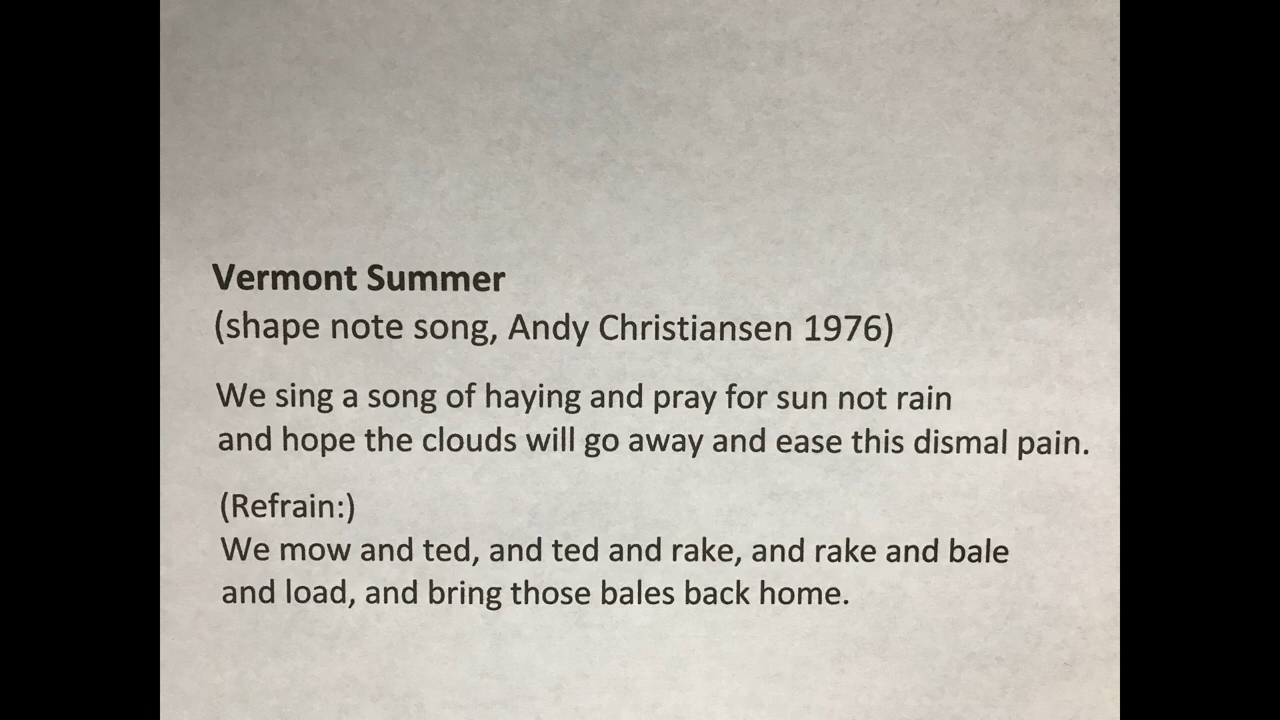 Vermont Summer
(shape note song, Andy Christiansen 1976)
We sing a song of haying and pray for sun not rain
and hope the clouds will go away and ease this dismal pain.
(Refrain:)
We mow and ted, and ted and rake, and rake and bale
and load, and bring those bales back home.